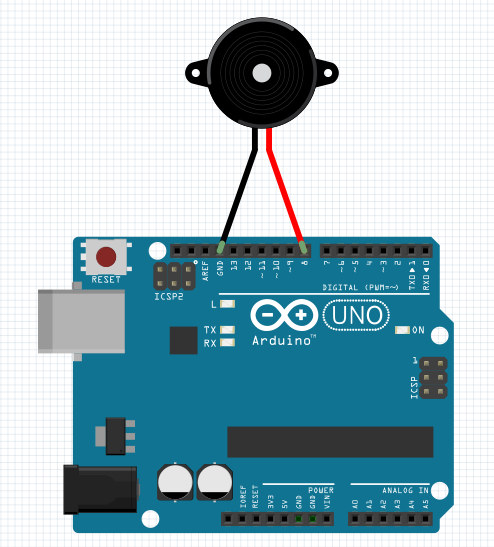 RESET
ICSP2
AREF
GND
13
12
~11
~10
~9
8
7
~6
~5
4
~3
2
TXD▶1
RXD◀0
DIGITAL (PWM=~)
L
TX
RX
UNO
Arduino™
ON
1
ICSP
POWER
ANALOG IN
IOREF
RESET
3V3
5V
GND
GND
VIN
A0
A1
A2
A3
A4
A5